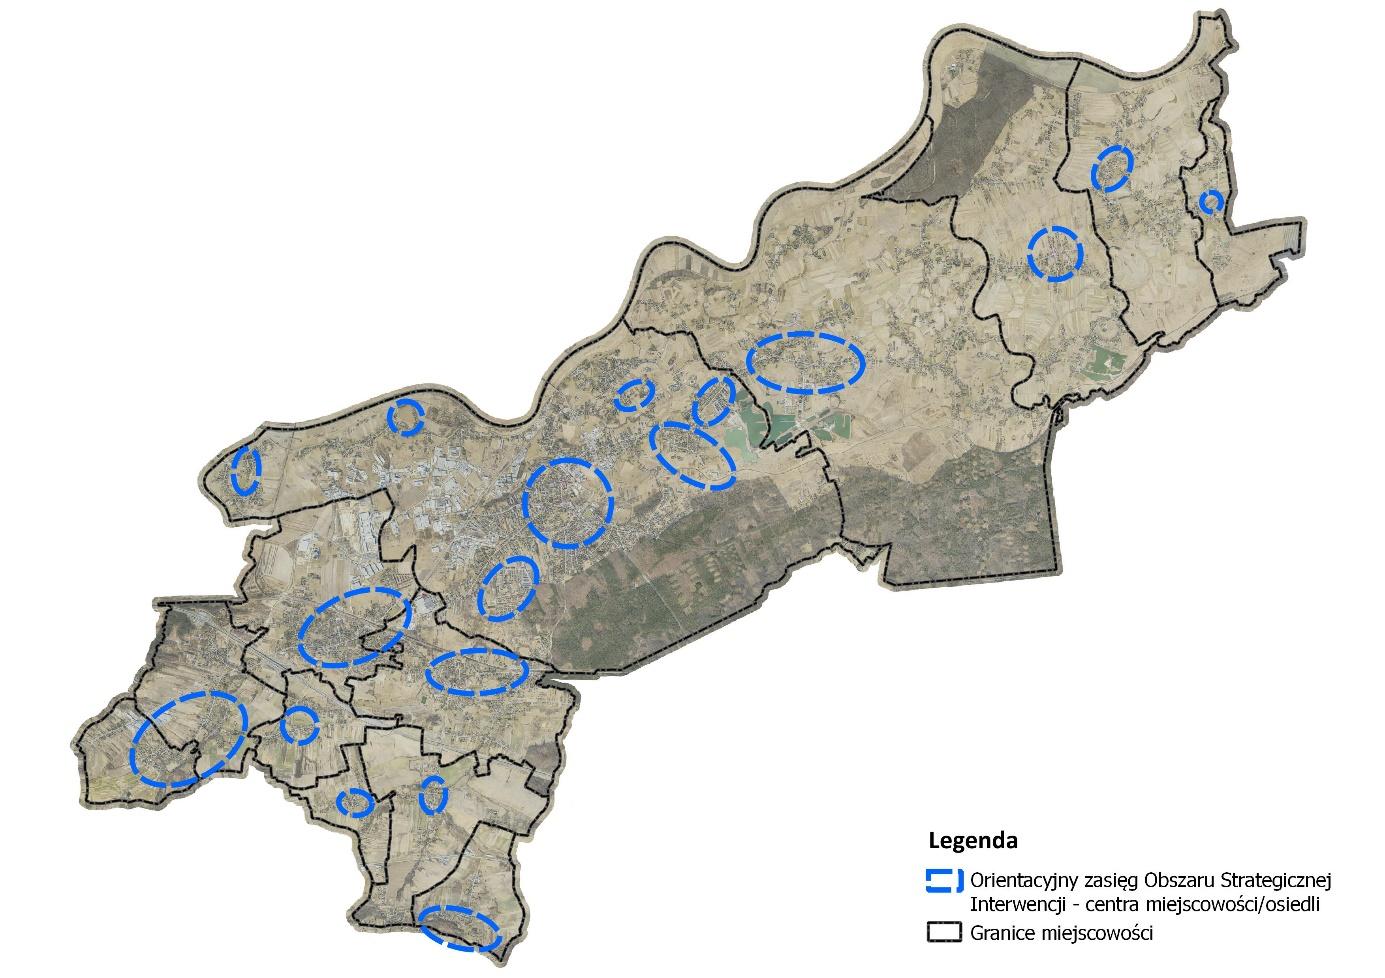 Legenda
Orientacyjny zasięg Obszaru Strategicznej
Interwencji - centra miejscowości/osiedli
Granice miejscowości